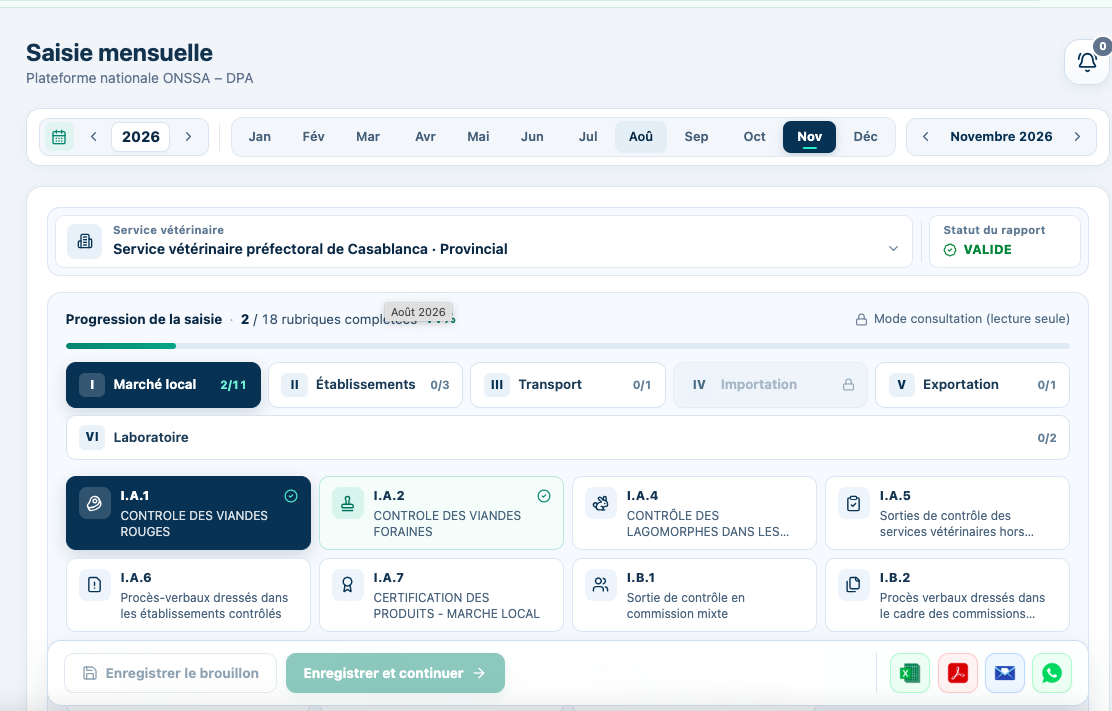 Saisie mensuelle
Plateforme nationale ONSSA – DPA
0
2026
Jan Fév Mar Avr Mai Jun Jul Aoû Sep Oct Nov Déc
Novembre 2026
Service vétérinaire
Service vétérinaire préfectoral de Casablanca · Provincial
Statut du rapport
VALIDE
Août 2026
Progression de la saisie · 2 / 18 rubriques complétées
Mode consultation (lecture seule)
I Marché local 2/11
II Établissements 0/3
III Transport 0/1
IV Importation
V Exportation 0/1
VI Laboratoire 0/2
I.A.1
CONTROLE DES VIANDES
ROUGES
I.A.2
CONTROLE DES VIANDES
FORAINES
I.A.4
CONTRÔLE DES
LAGOMORPHES DANS LES...
I.A.5
Sorties de contrôle des
services vétérinaires hors...
I.A.6
Procès-verbaux dressés dans
les établissements contrôlés
I.A.7
CERTIFICATION DES
PRODUITS - MARCHE LOCAL
I.B.1
Sortie de contrôle en
commission mixte
I.B.2
Procès verbaux dressés dans
le cadre des commissions...
Enregistrer le brouillon
Enregistrer et continuer →